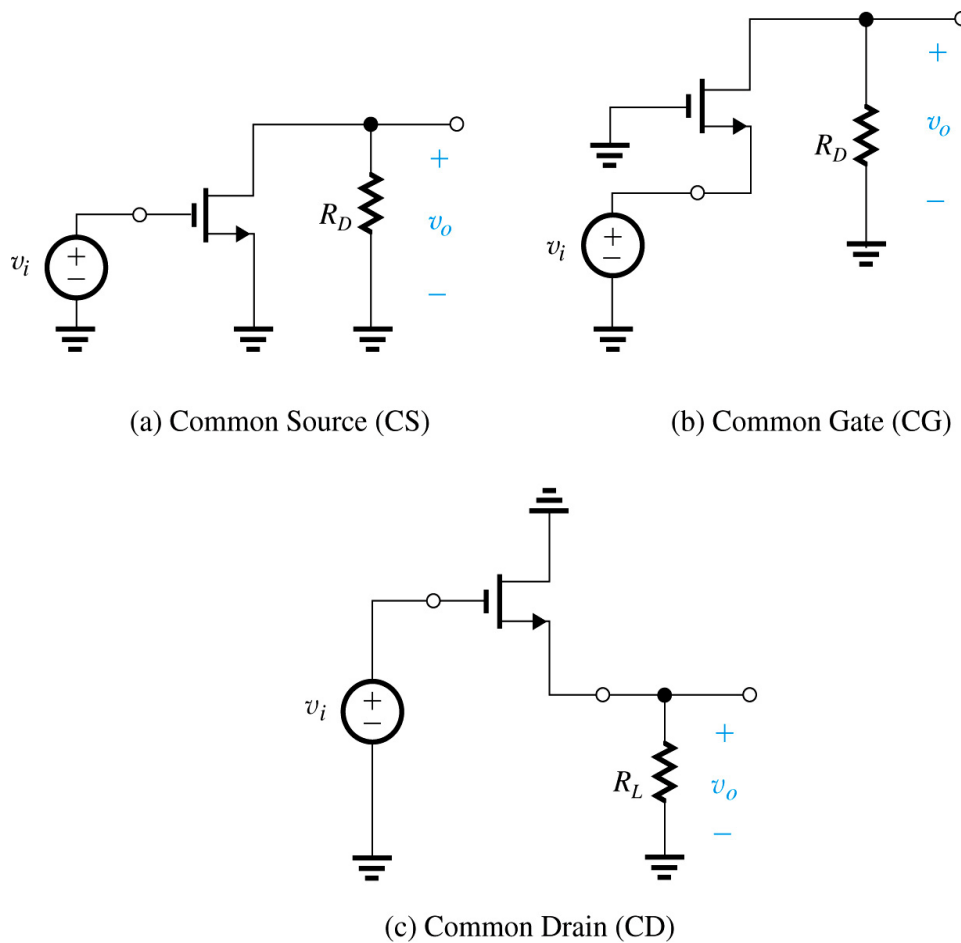 +
R_D
v_o
−
v_i
+
−
(a) Common Source (CS)
+
R_D
v_o
−
v_i
+
−
(b) Common Gate (CG)
v_i
+
−
+
R_L
v_o
−
(c) Common Drain (CD)